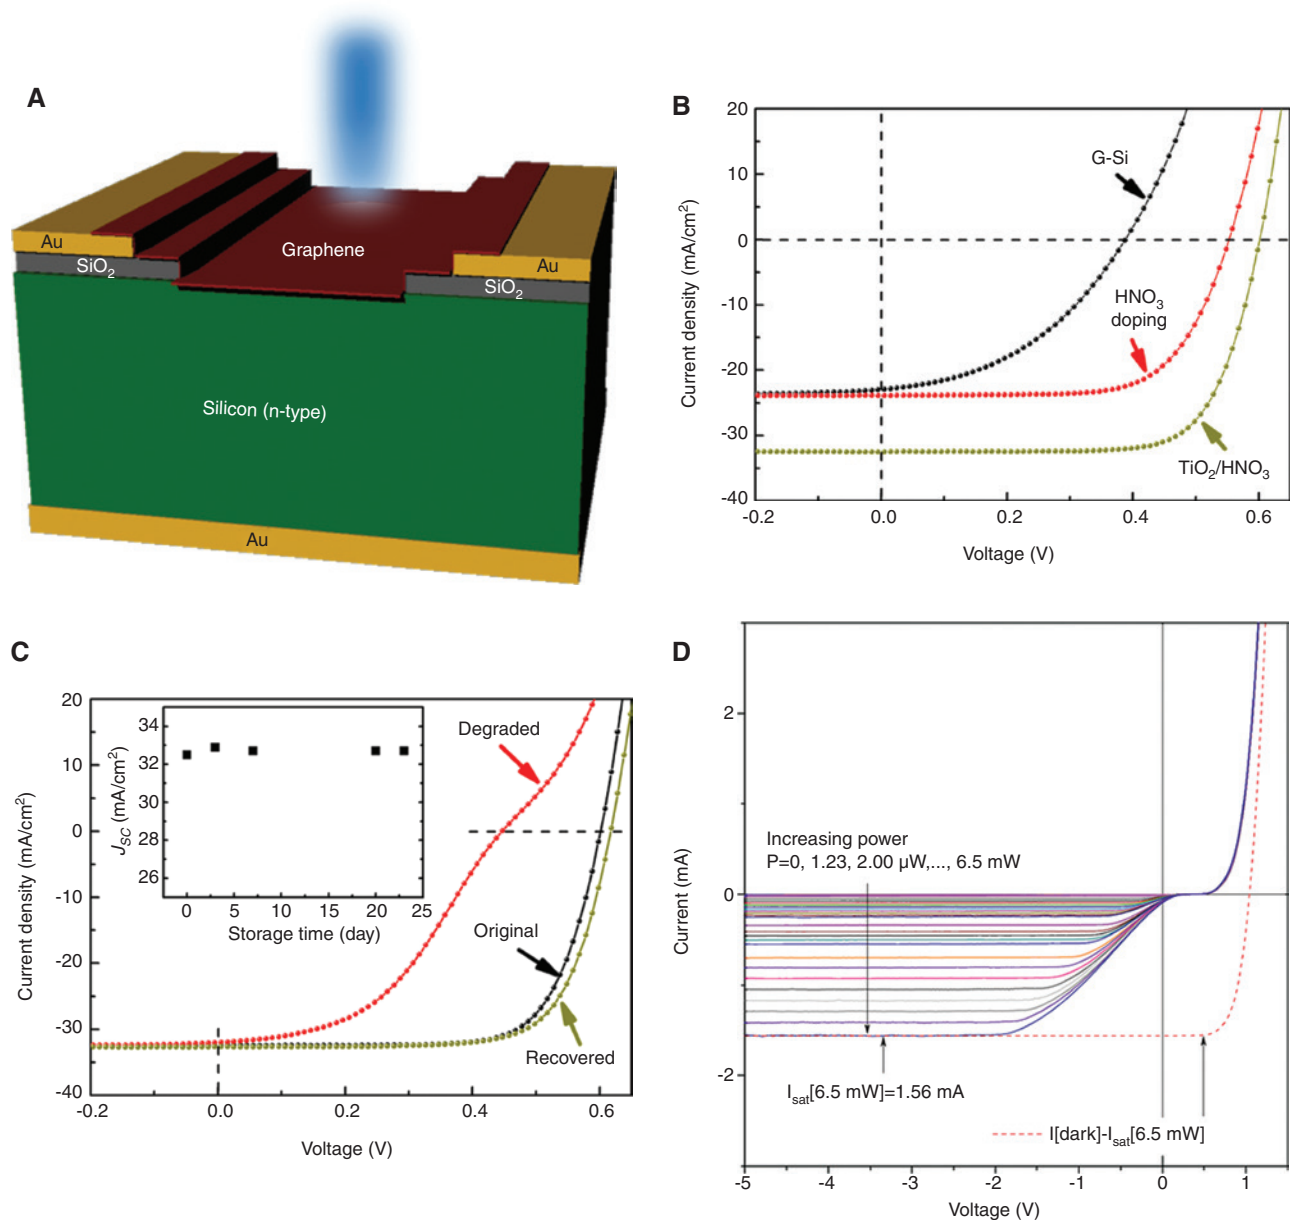 A
Au
SiO2
Graphene
Au
SiO2
Silicon (n-type)
Au
B
20
10
0
-10
-20
-30
-40
Current density (mA/cm2)
G-Si
HNO3
doping
TiO2/HNO3
-0.2
0.0
0.2
0.4
0.6
Voltage (V)
C
20
10
0
-10
-20
-30
-40
Current density (mA/cm2)
34
32
30
28
26
JSC (mA/cm2)
0
5
10
15
20
25
Storage time (day)
Degraded
Original
Recovered
-0.2
0.0
0.2
0.4
0.6
Voltage (V)
D
2
0
-2
Current (mA)
Increasing power
P=0, 1.23, 2.00 µW,..., 6.5 mW
Isat[6.5 mW]=1.56 mA
I[dark]-Isat[6.5 mW]
-5
-4
-3
-2
-1
0
1
Voltage (V)